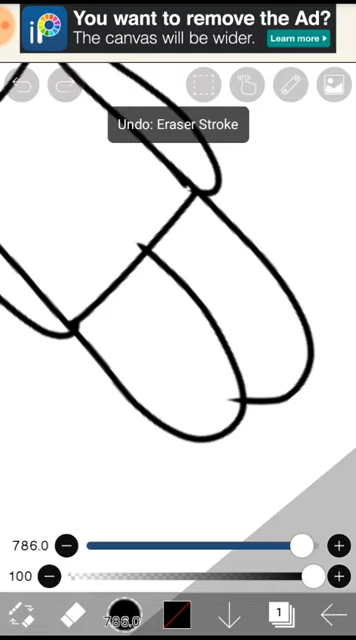 You want to remove the Ad?
The canvas will be wider. Learn more
iP
Undo: Eraser Stroke
786.0
100
786.0
1